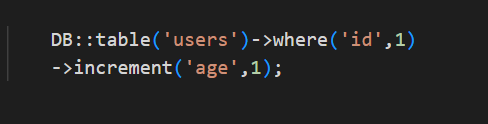 DB::table('users')->where('id',1)
->increment('age',1);